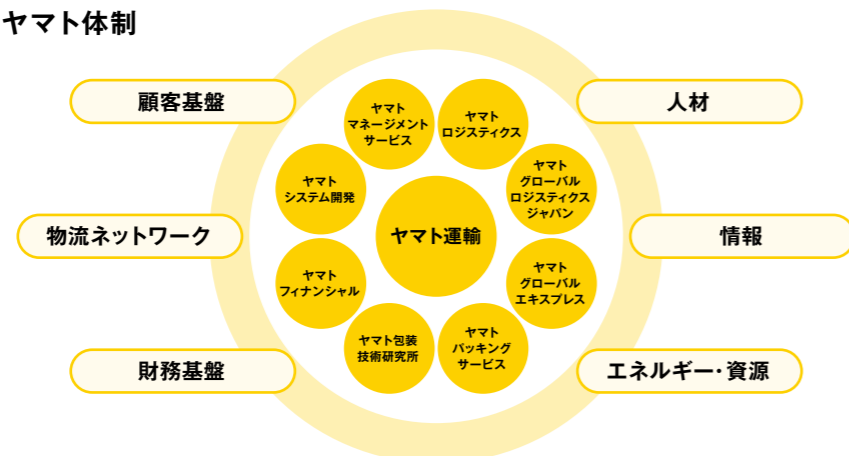 ヤマト体制
顧客基盤
人材
物流ネットワーク
情報
財務基盤
エネルギー・資源
ヤマト
マネージメント
サービス
ヤマト
ロジスティクス
ヤマト
システム開発
ヤマト
グローバル
ロジスティクス
ジャパン
ヤマト運輸
ヤマト
フィナンシャル
ヤマト
グローバル
エキスプレス
ヤマト包装
技術研究所
ヤマト
パッキング
サービス